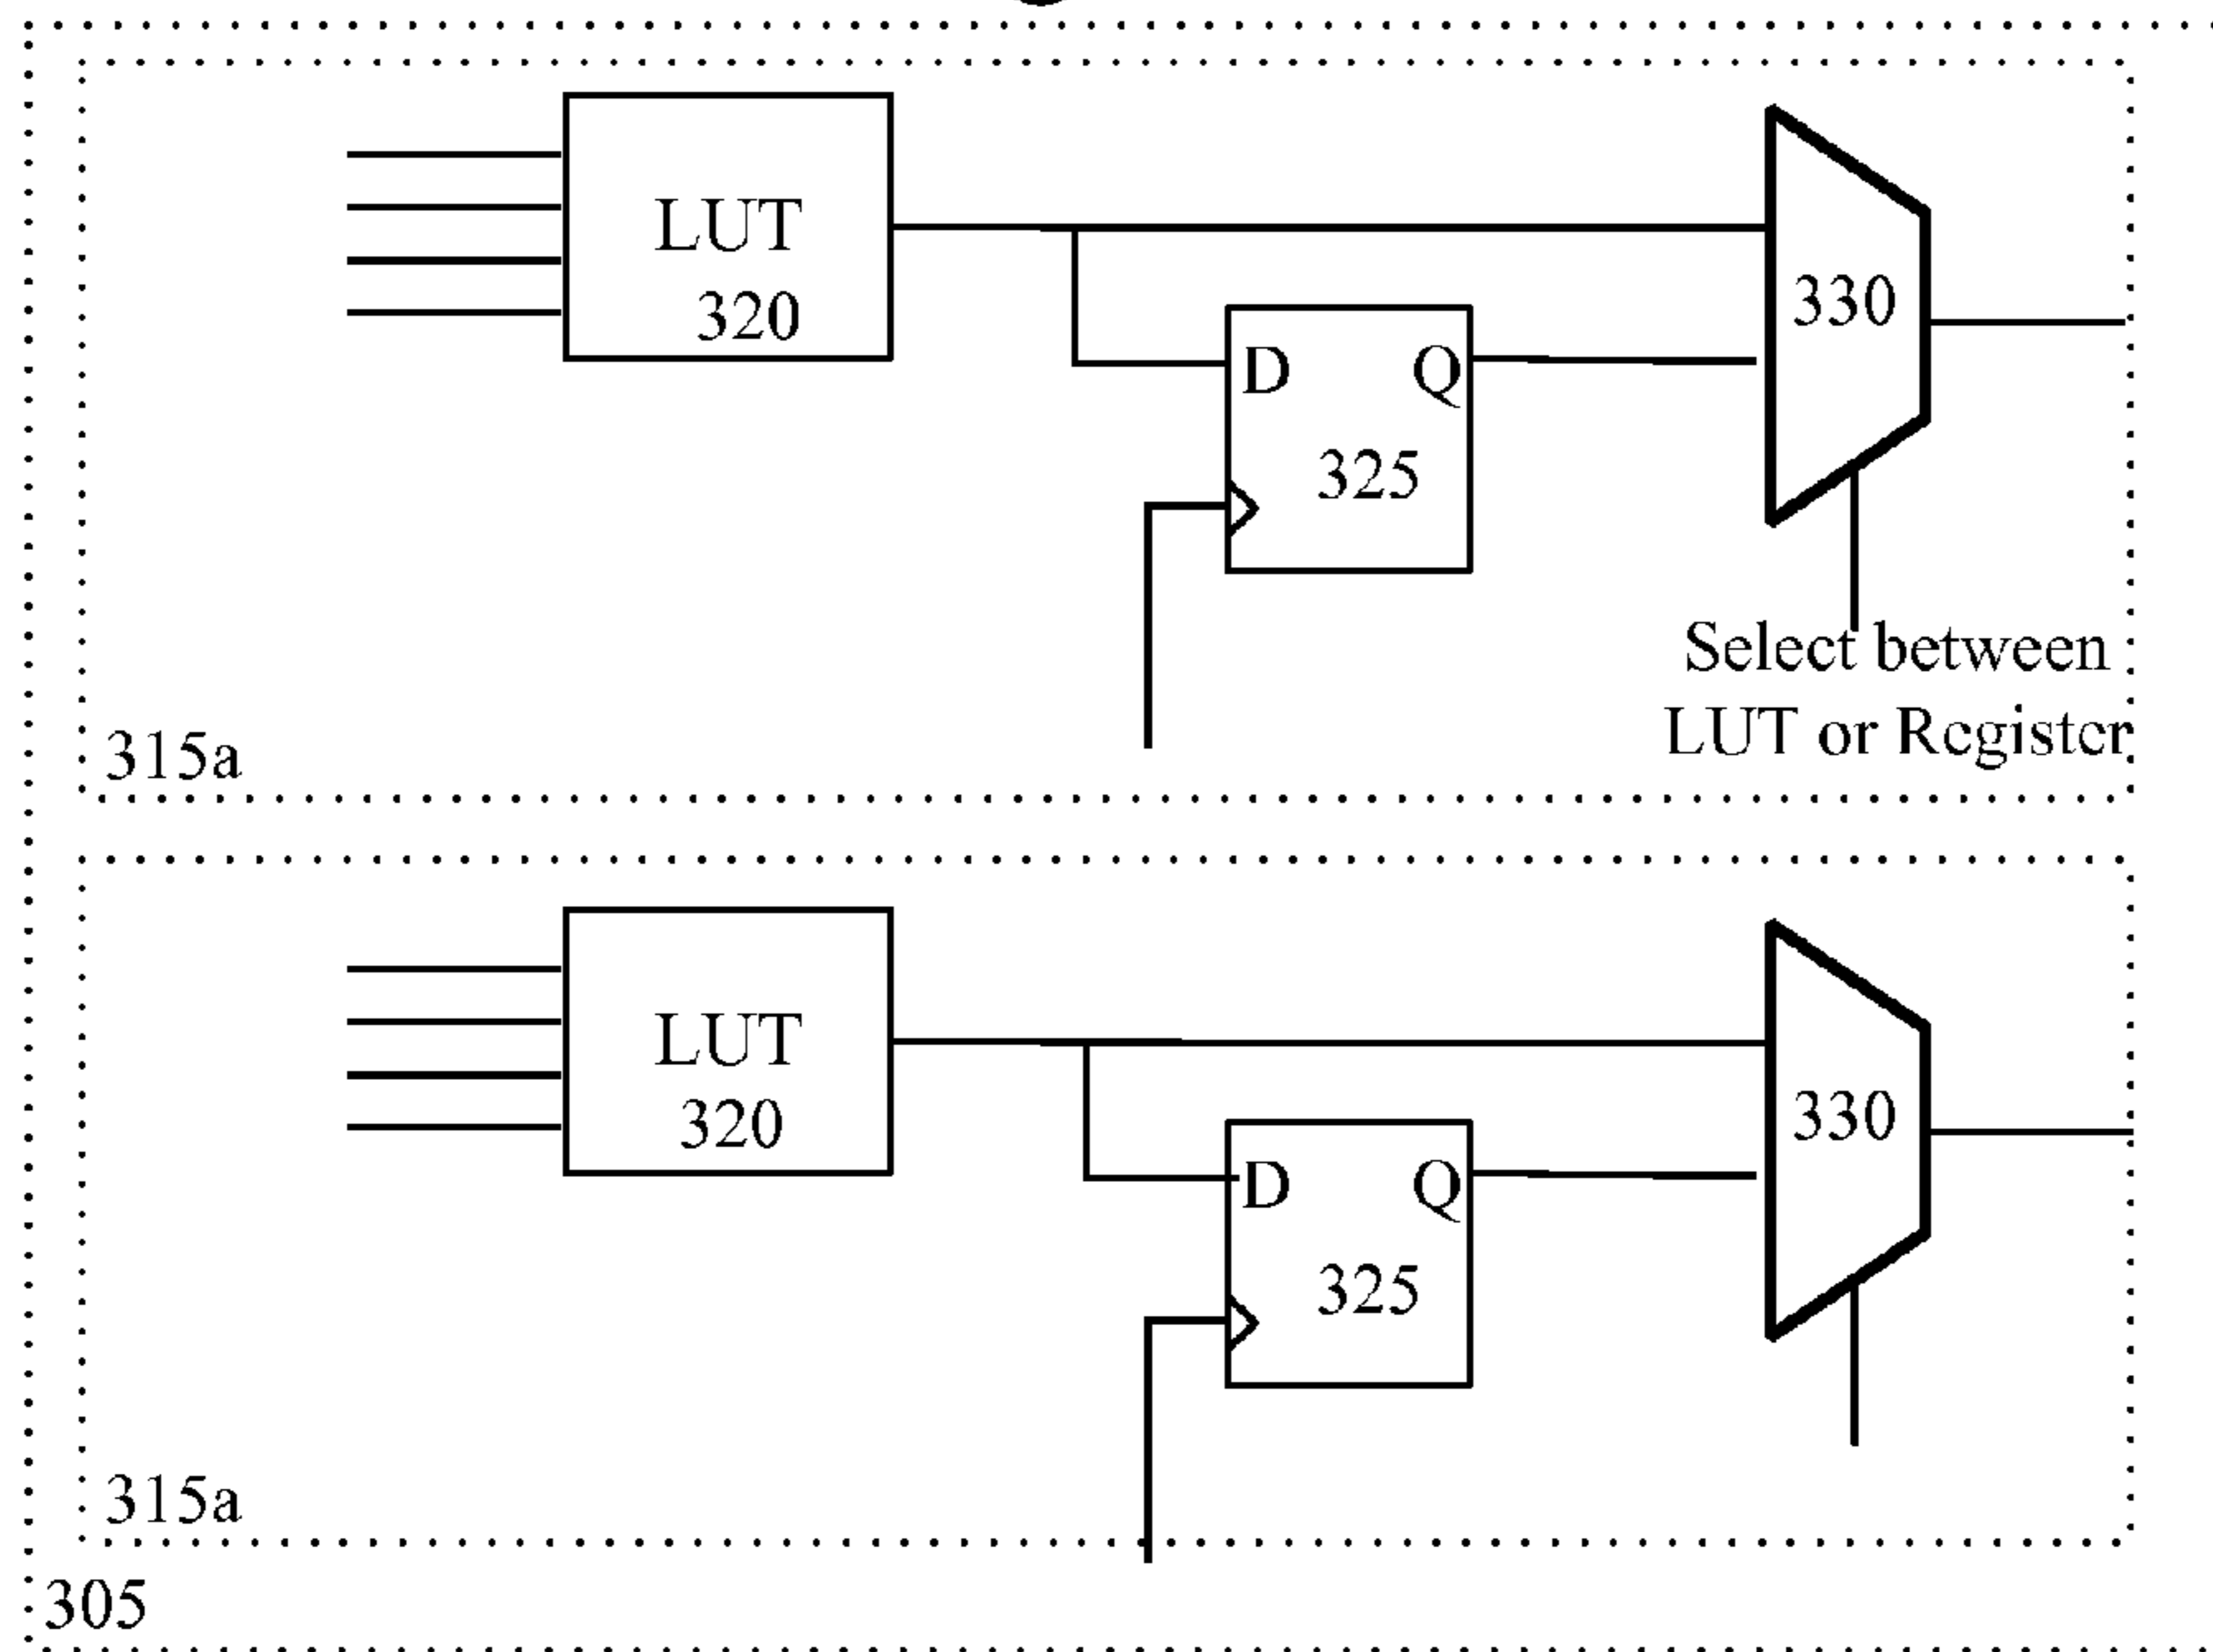 LUT
320
330
D Q
325
Select between
LUT or Register
315a
LUT
320
330
D Q
325
315a
305